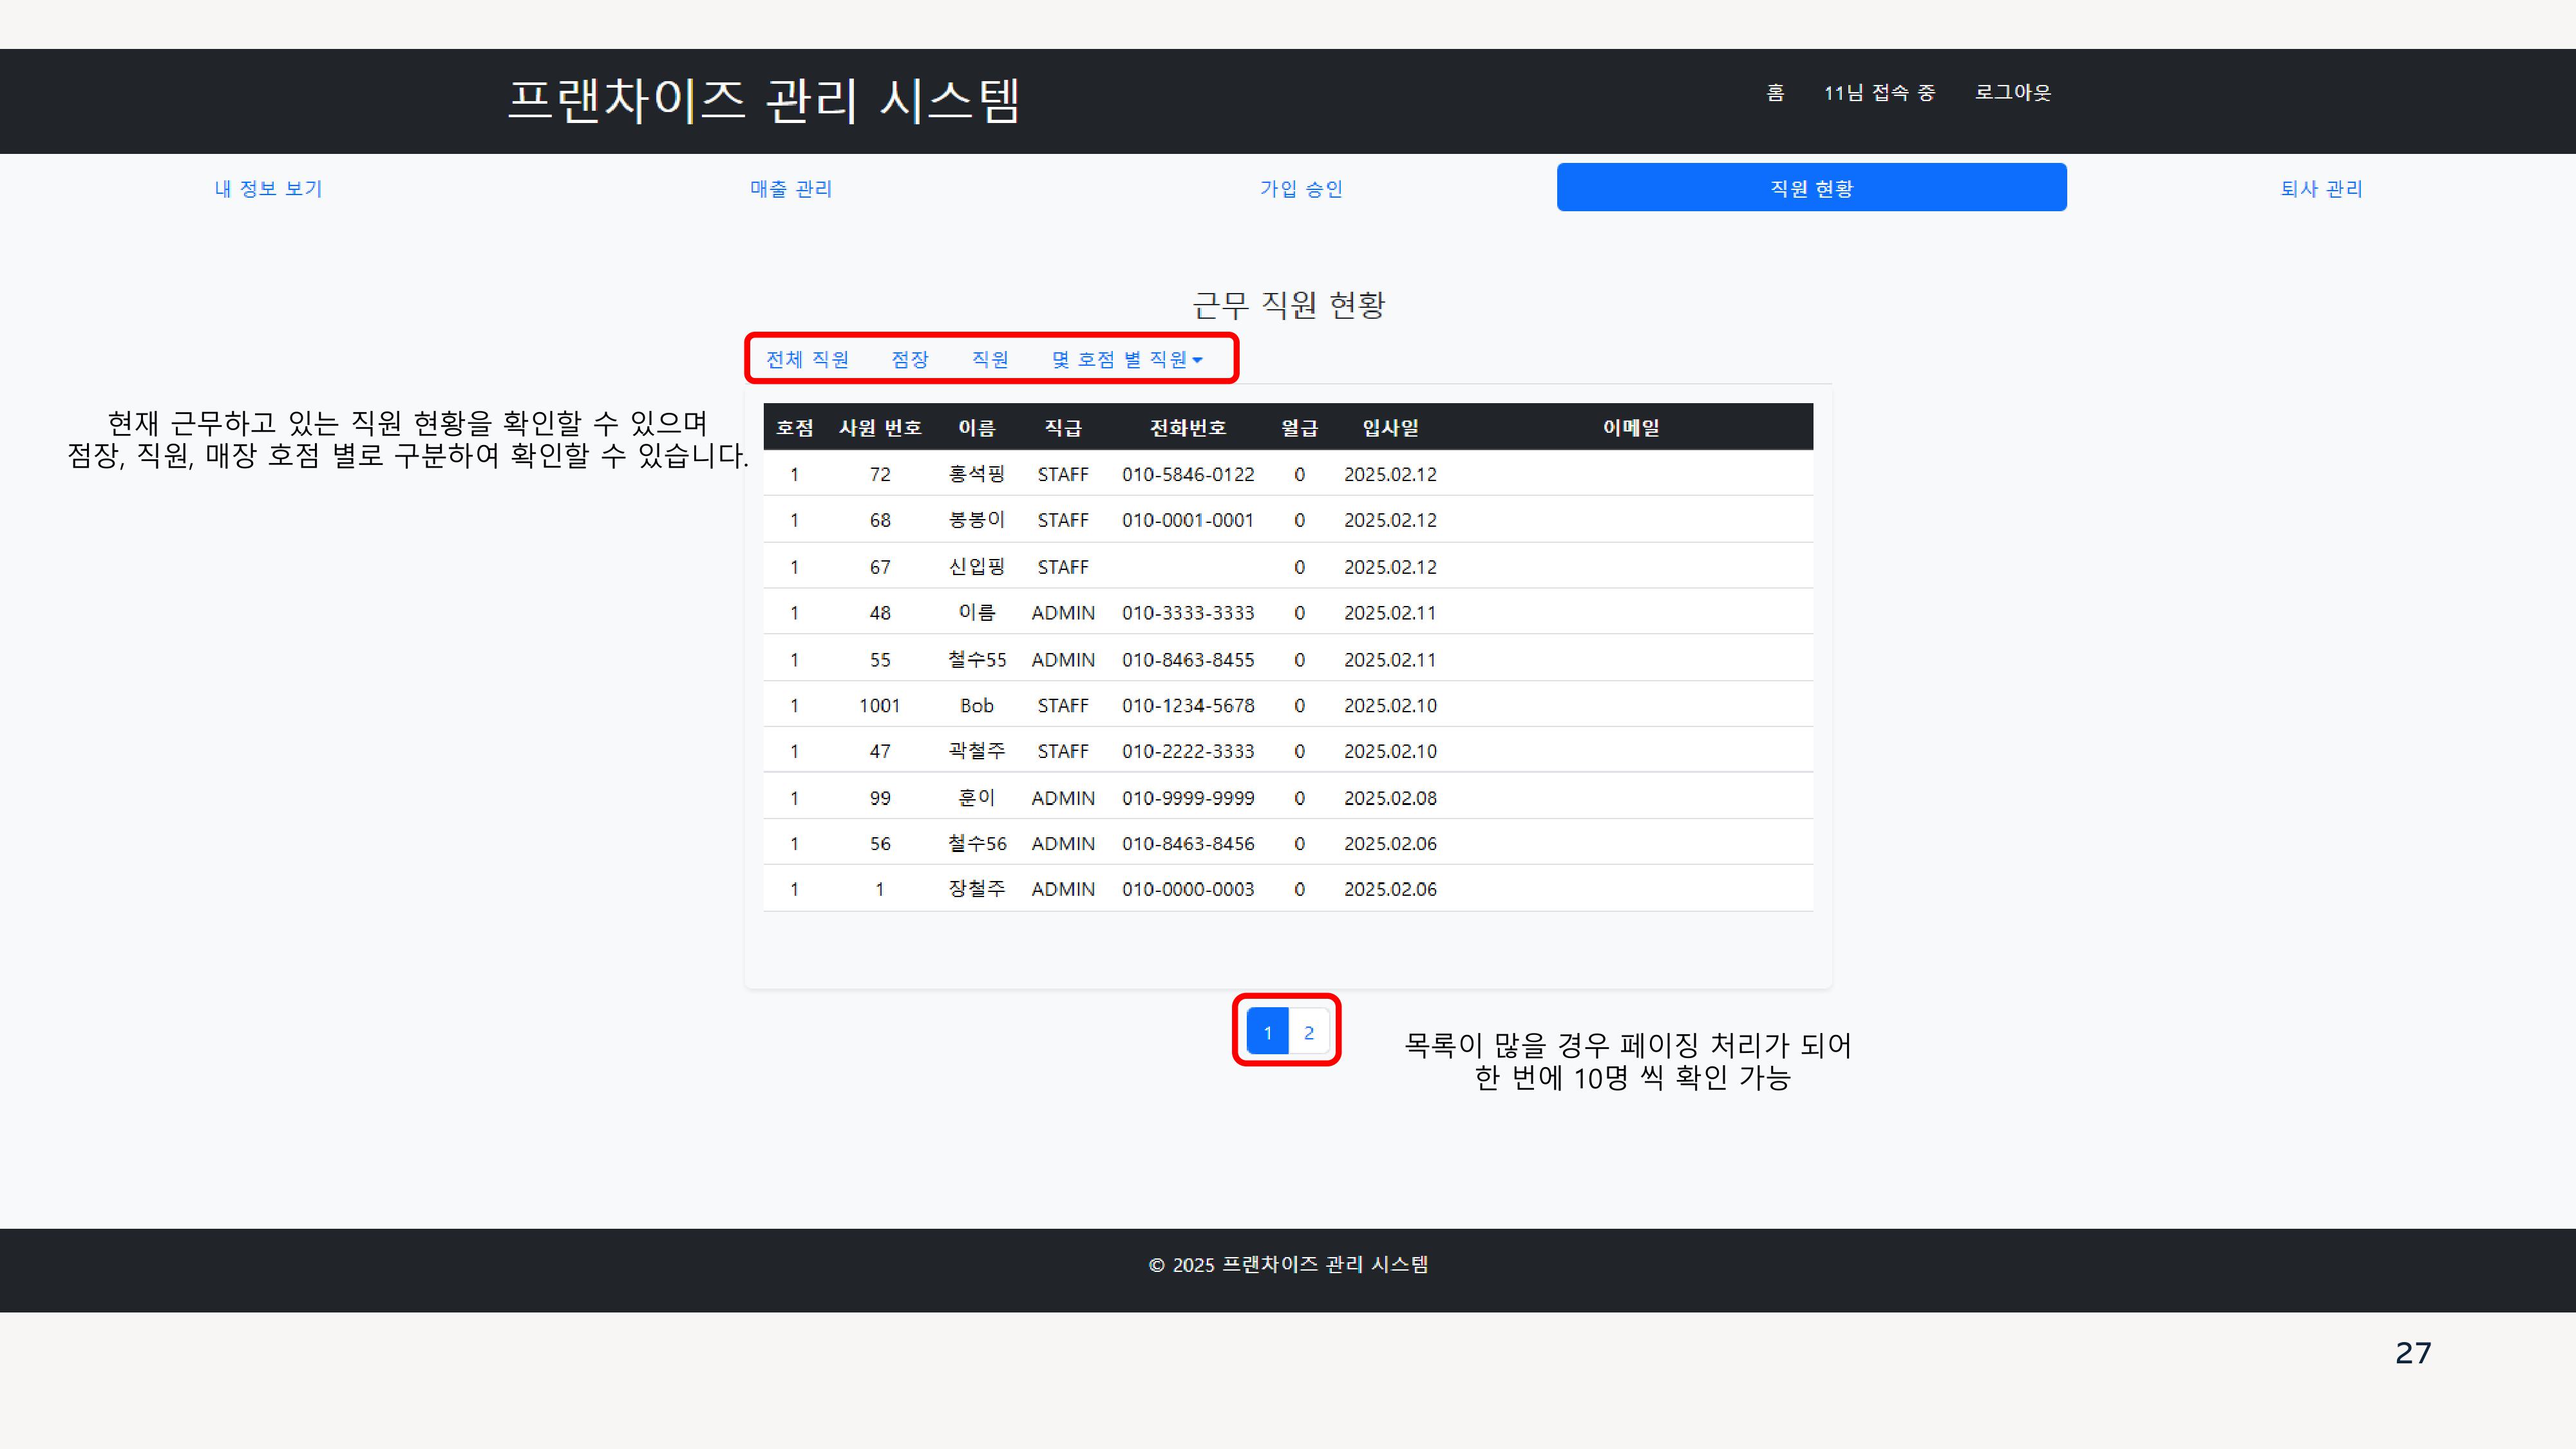 프랜차이즈 관리 시스템
홈 11님 접속 중 로그아웃
내 정보 보기 매출 관리 가입 승인 직원 현황 퇴사 관리
근무 직원 현황
전체 직원 점장 직원 몇 호점 별 직원
현재 근무하고 있는 직원 현황을 확인할 수 있으며
점장, 직원, 매장 호점 별로 구분하여 확인할 수 있습니다.
호점 사원 번호 이름 직급 전화번호 월급 입사일 이메일
1 72 홍석핑 STAFF 010-5846-0122 0 2025.02.12
1 68 봉봉이 STAFF 010-0001-0001 0 2025.02.12
1 67 신입핑 STAFF 0 2025.02.12
1 48 이름 ADMIN 010-3333-3333 0 2025.02.11
1 55 철수55 ADMIN 010-8463-8455 0 2025.02.11
1 1001 Bob STAFF 010-1234-5678 0 2025.02.10
1 47 곽철주 STAFF 010-2222-3333 0 2025.02.10
1 99 훈이 ADMIN 010-9999-9999 0 2025.02.08
1 56 철수56 ADMIN 010-8463-8456 0 2025.02.06
1 1 장철주 ADMIN 010-0000-0003 0 2025.02.06
1 2
목록이 많을 경우 페이징 처리가 되어
한 번에 10명 씩 확인 가능
© 2025 프랜차이즈 관리 시스템
27